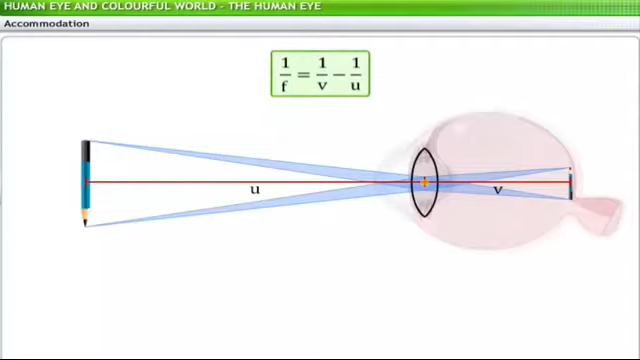 HUMAN EYE AND COLOURFUL WORLD - THE HUMAN EYE
Accommodation
1/f = 1/v − 1/u
u
v